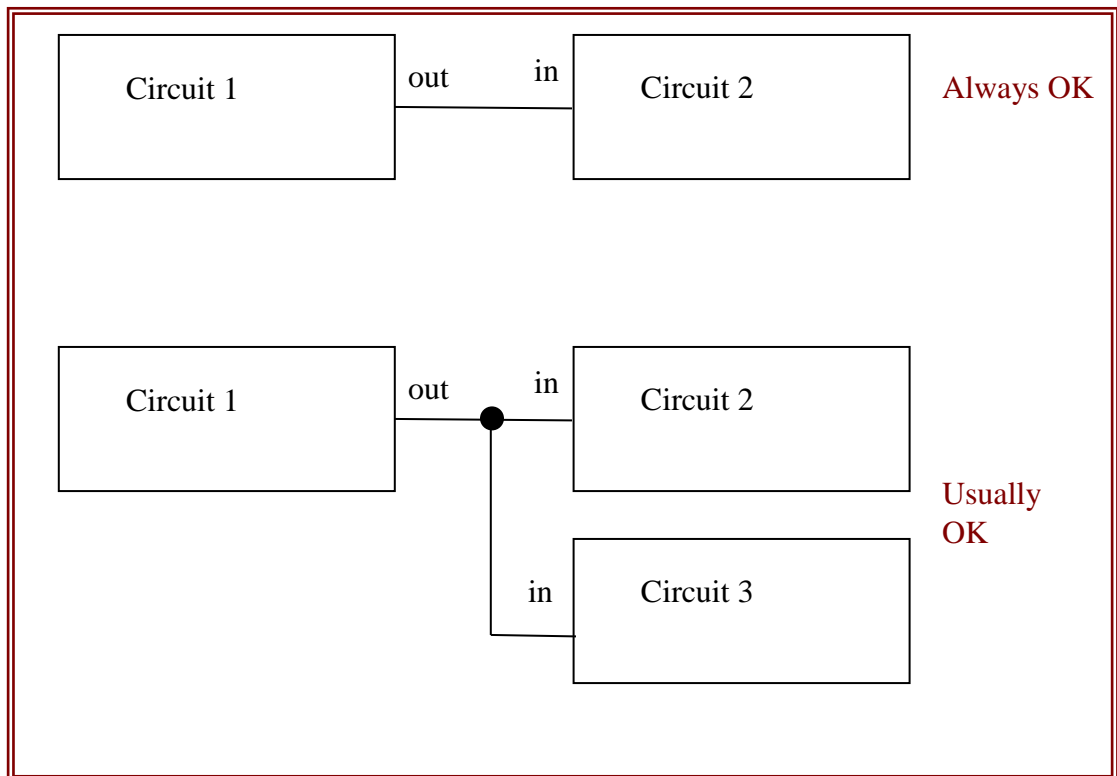 Circuit 1
out
in
Circuit 2
Always OK
Circuit 1
out
in
Circuit 2
Usually
OK
in
Circuit 3